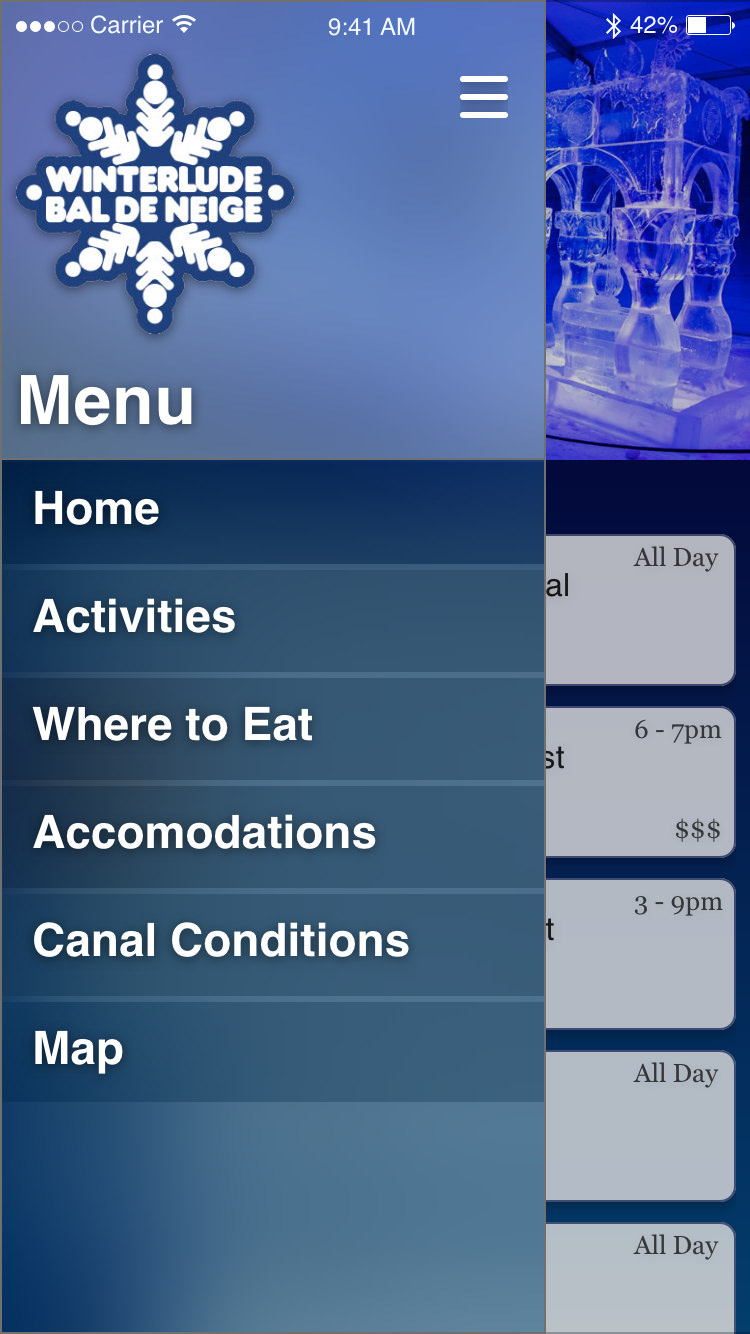 Carrier 9:41 AM 42%
WINTERLUDE
BAL DE NEIGE
Menu
Home
Activities
Where to Eat
Accomodations
Canal Conditions
Map
All Day
al
6 - 7pm
st
$$$
3 - 9pm
t
All Day
All Day